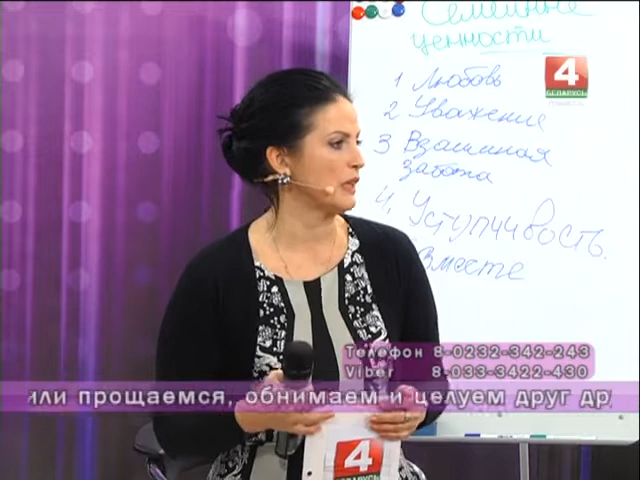 Семейные
ценности
1 Любовь
2 Уважение
3 Взаимная
забота
4. Уступчивость.
Вместе
4
БЕЛАРУСЬ
Телефон 8-0232-342-243
Viber 8-033-3422-430
или прощаемся, обнимаем и целуем друг др
4
БЕЛАРУСЬ